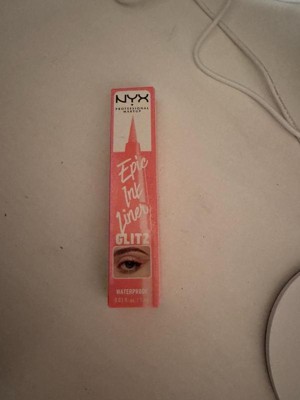 NYX
PROFESSIONAL
MAKEUP
Epic
Ink
Liner
GLITZ
WATERPROOF